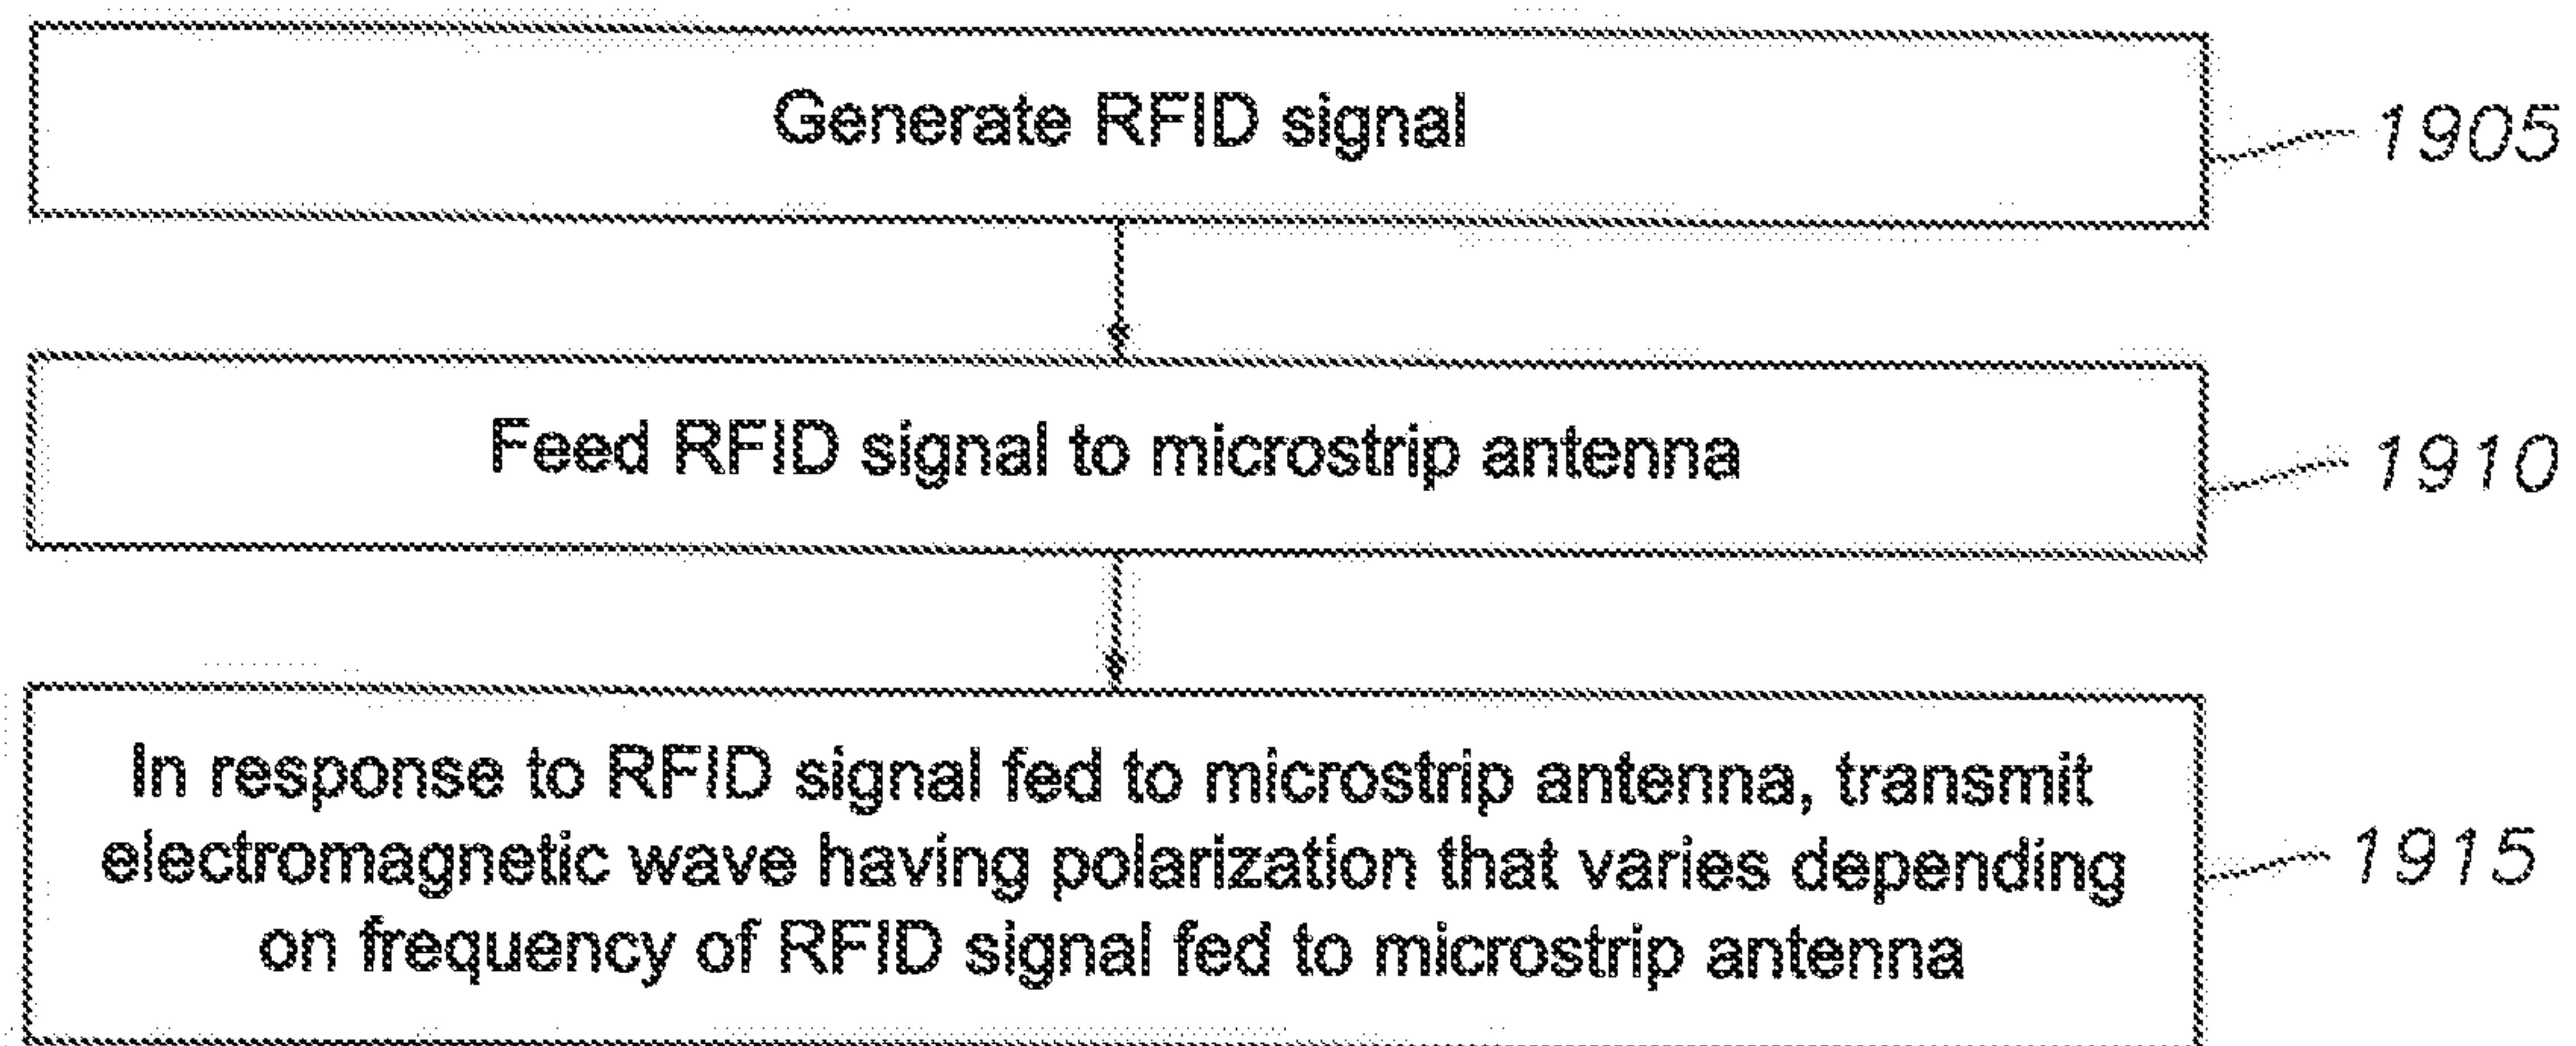 Generate RFID signal
1905
Feed RFID signal to microstrip antenna
1910
In response to RFID signal fed to microstrip antenna, transmit
electromagnetic wave having polarization that varies depending
on frequency of RFID signal fed to microstrip antenna
1915